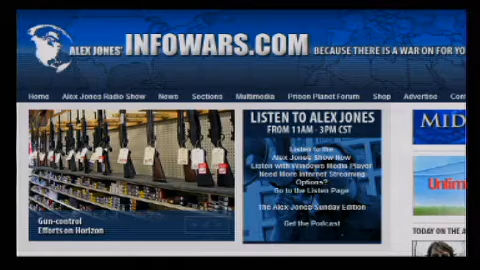 ALEX JONES' INFOWARS.COM BECAUSE THERE IS A WAR ON FOR YO
Home Alex Jones Radio Show News Sections Multimedia Prison Planet Forum Shop Advertise Con
LISTEN TO ALEX JONES
FROM 11AM - 3PM CST
Listen to the
Alex Jones Show Now
Listen with Windows Media Player
Need More Internet Streaming
Options?
Go to the Listen Page
The Alex Jones Sunday Edition
Get the Podcast
Gun-control
Efforts on Horizon
MID
Unlim
TODAY ON THE A